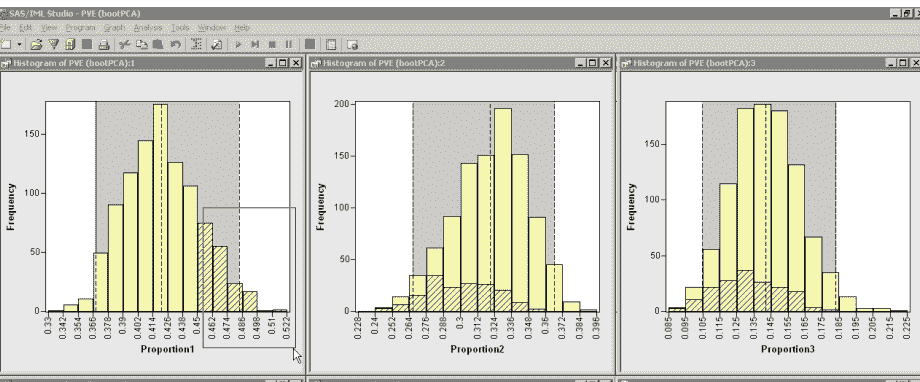 SAS/IML Studio - PVE (bootPCA)
File Edit View Program Graph Analysis Tools Window Help
Histogram of PVE (bootPCA):1
Histogram of PVE (bootPCA):2
Histogram of PVE (bootPCA):3
Frequency
150
100
50
0
0.33 0.342 0.354 0.366 0.378 0.39 0.402 0.414 0.426 0.438 0.45 0.462 0.474 0.486 0.498 0.51 0.522
Proportion1
Frequency
200
150
100
50
0
0.228 0.24 0.252 0.264 0.276 0.288 0.3 0.312 0.324 0.336 0.348 0.36 0.372 0.384 0.396
Proportion2
Frequency
150
100
50
0
0.085 0.095 0.105 0.115 0.125 0.135 0.145 0.155 0.165 0.175 0.185 0.195 0.205 0.215 0.225
Proportion3